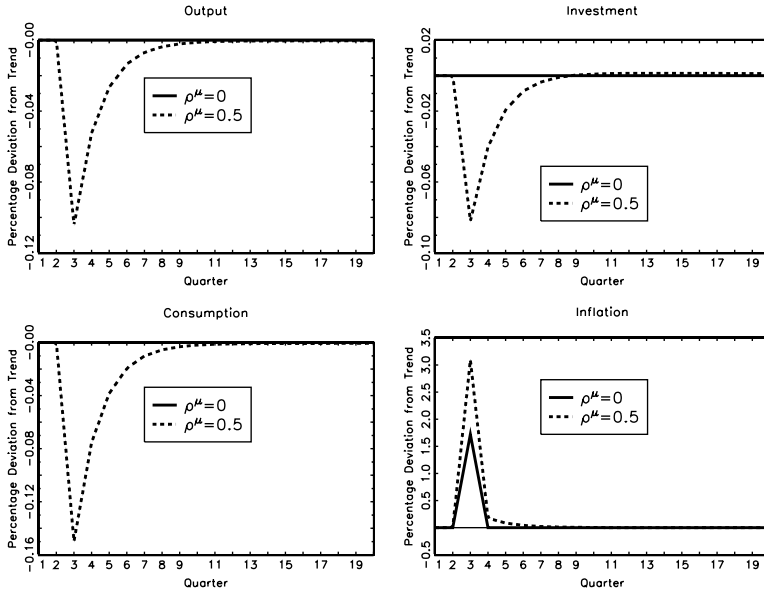 Output
Percentage Deviation from Trend
-0.00
-0.04
-0.08
-0.12
ρ^μ=0
ρ^μ=0.5
1 2 3 4 5 6 7 8 9 11 13 15 17 19
Quarter
Investment
Percentage Deviation from Trend
0.02
-0.02
-0.06
-0.10
ρ^μ=0
ρ^μ=0.5
1 2 3 4 5 6 7 8 9 11 13 15 17 19
Quarter
Consumption
Percentage Deviation from Trend
-0.00
-0.04
-0.08
-0.12
-0.16
ρ^μ=0
ρ^μ=0.5
1 2 3 4 5 6 7 8 9 11 13 15 17 19
Quarter
Inflation
Percentage Deviation from Trend
3.5
3.0
2.5
2.0
1.5
1.0
0.5
0.5
ρ^μ=0
ρ^μ=0.5
1 2 3 4 5 6 7 8 9 11 13 15 17 19
Quarter